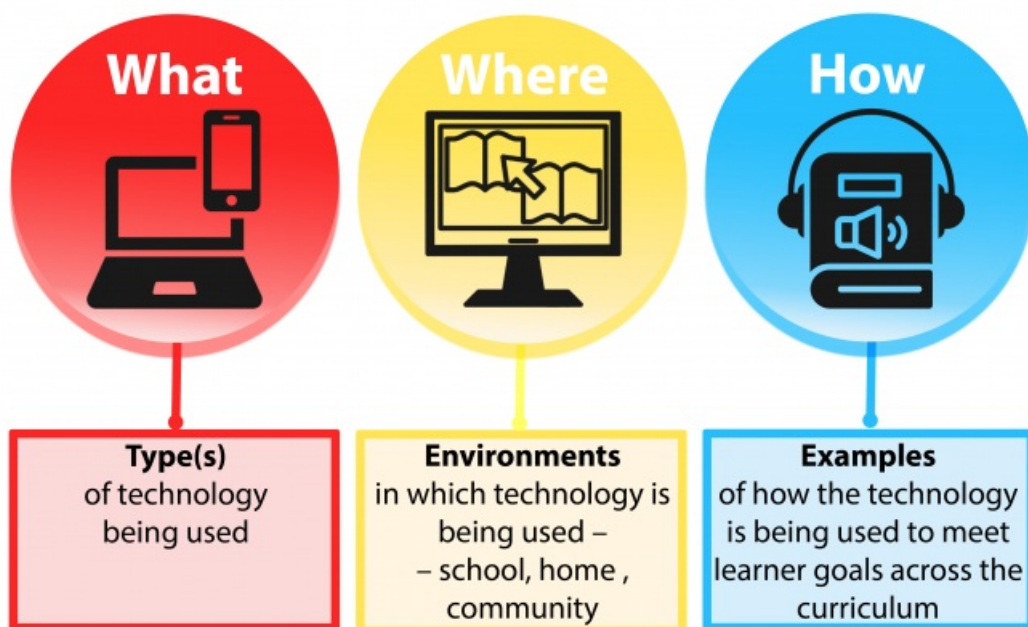 What
Where
How
Type(s)
of technology
being used
Environments
in which technology is
being used –
– school, home ,
community
Examples
of how the technology
is being used to meet
learner goals across the
curriculum